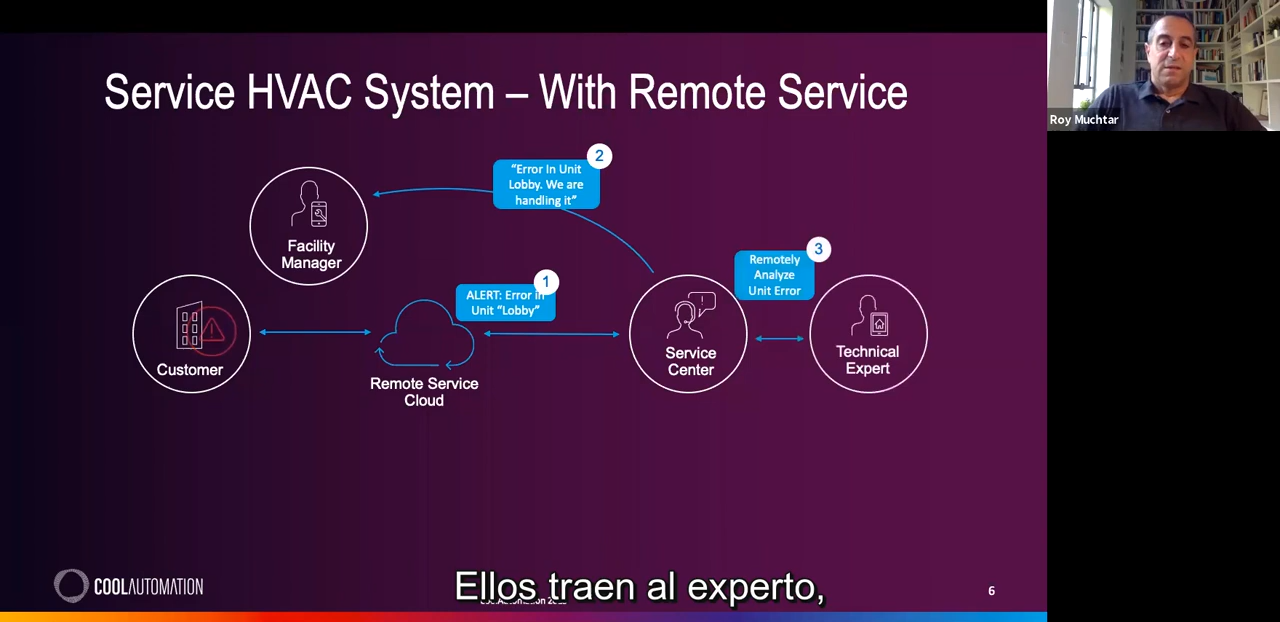 Service HVAC System – With Remote Service
Roy Muchtar
2
“Error In Unit
Lobby. We are
handling it”
Facility
Manager
3
Remotely
Analyze
Unit Error
1
ALERT: Error in
Unit “Lobby”
Customer
Remote Service
Cloud
Service
Center
Technical
Expert
COOLAUTOMATION
Ellos traen al experto,
6